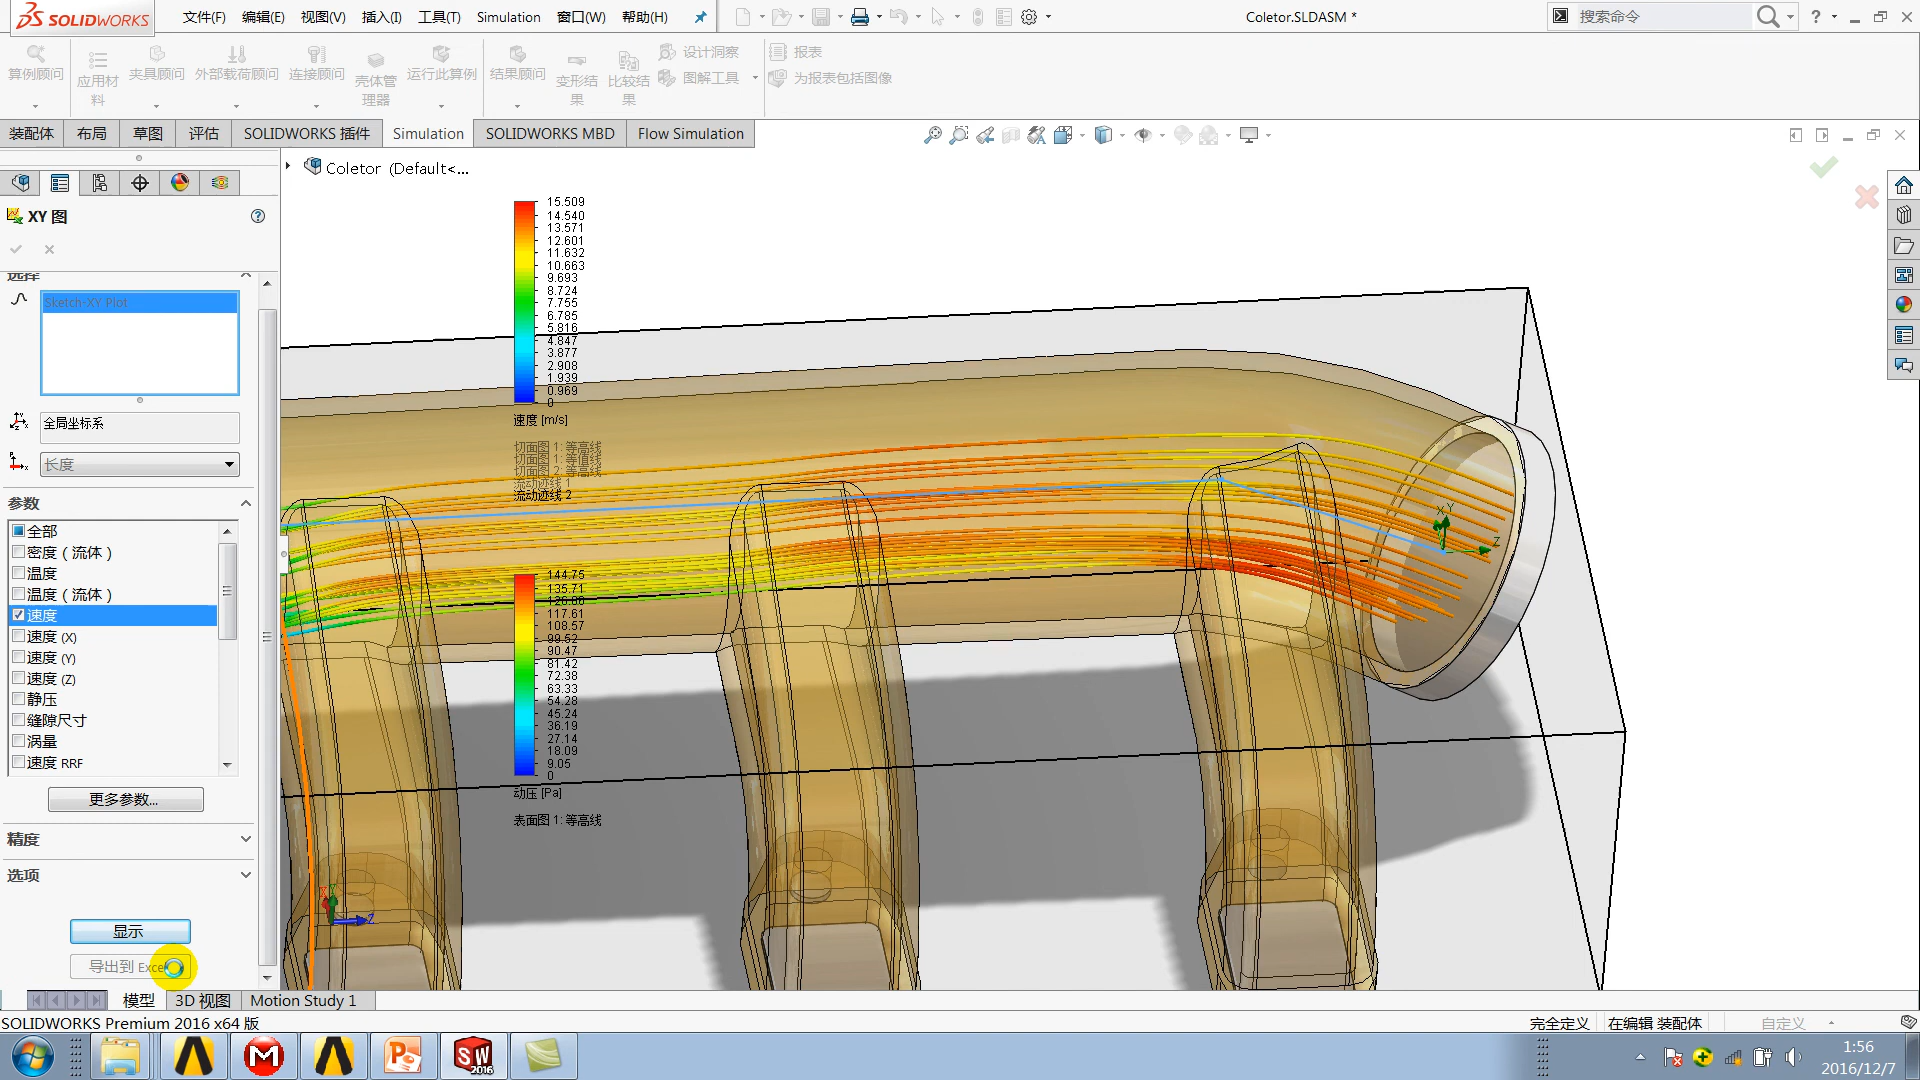 SOLIDWORKS
文件(F) 编辑(E) 视图(V) 插入(I) 工具(T) Simulation 窗口(W) 帮助(H)
Coletor.SLDASM *
搜索命令
?
算例顾问
应用材料
夹具顾问
外部载荷顾问
连接顾问
壳体管理器
运行此算例
结果顾问
变形结果
比较结果
设计洞察
图解工具
报表
为报表包括图像
装配体 布局 草图 评估 SOLIDWORKS 插件 Simulation SOLIDWORKS MBD Flow Simulation
Coletor (Default<...
XY 图
选择
Sketch-XY Plot
全局坐标系
长度
参数
全部
密度 ( 流体 )
温度
温度 ( 流体 )
速度
速度 (X)
速度 (Y)
速度 (Z)
静压
缝隙尺寸
涡量
速度 RRF
更多参数...
精度
选项
显示
导出到 Exce
15.509
14.540
13.571
12.601
11.632
10.663
9.693
8.724
7.755
6.785
5.816
4.847
3.877
2.908
1.939
0.969
0
速度 [m/s]
切面图 1: 等高线
切面图 1: 等值线
切面图 2: 等高线
流动迹线 1
流动迹线 2
144.75
135.71
126.66
117.61
108.57
99.52
90.47
81.42
72.38
63.33
54.28
45.24
36.19
27.14
18.09
9.05
0
动压 [Pa]
表面图 1: 等高线
X Y
Z
Z
模型 3D 视图 Motion Study 1
SOLIDWORKS Premium 2016 x64 版
完全定义 在编辑 装配体 自定义
SW 2016
1:56
2016/12/7